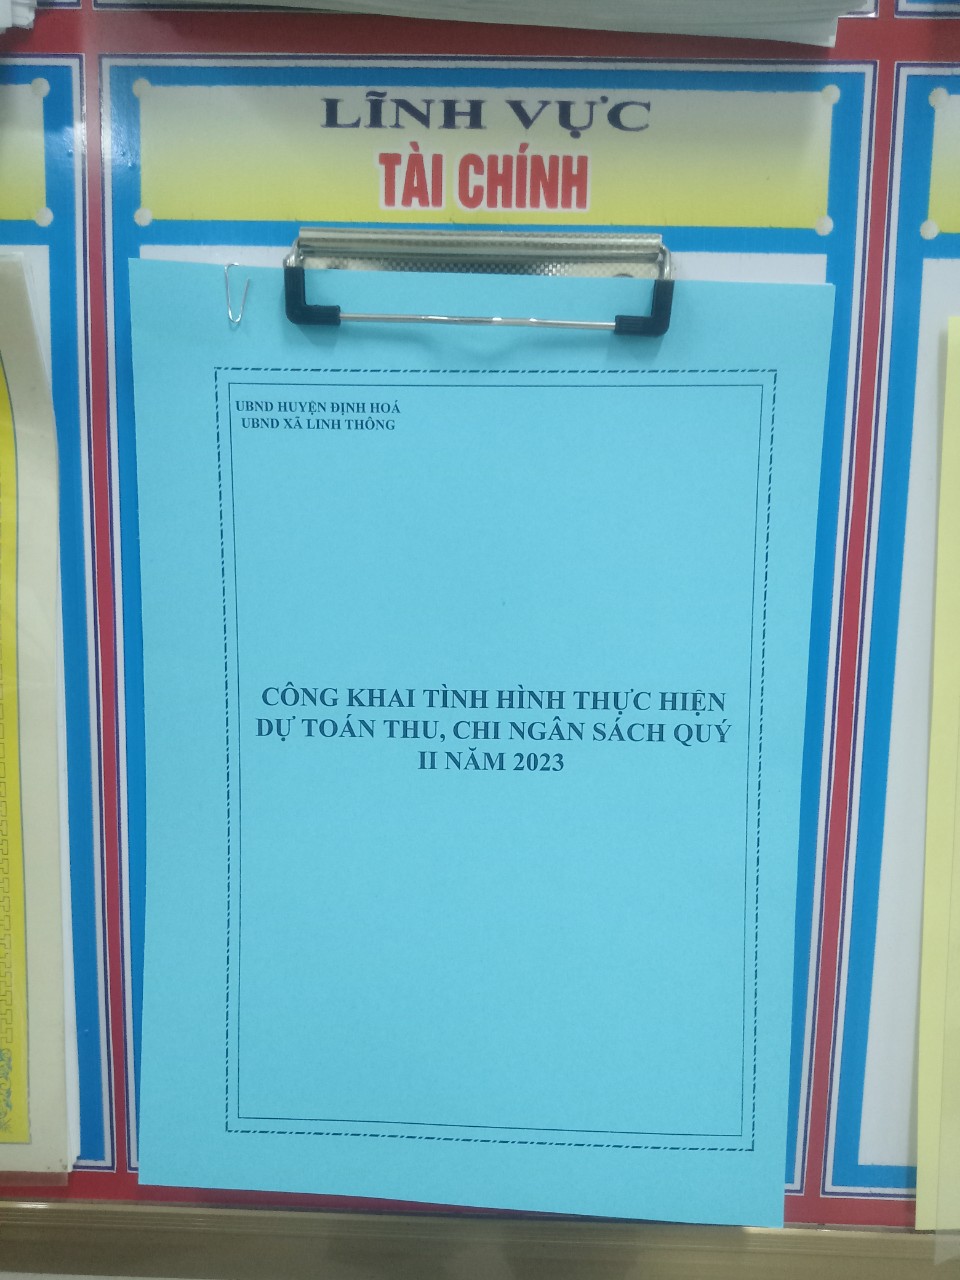 LĨNH VỰC
TÀI CHÍNH
UBND HUYỆN ĐỊNH HOÁ
UBND XÃ LINH THÔNG
CÔNG KHAI TÌNH HÌNH THỰC HIỆN
DỰ TOÁN THU, CHI NGÂN SÁCH QUÝ
II NĂM 2023